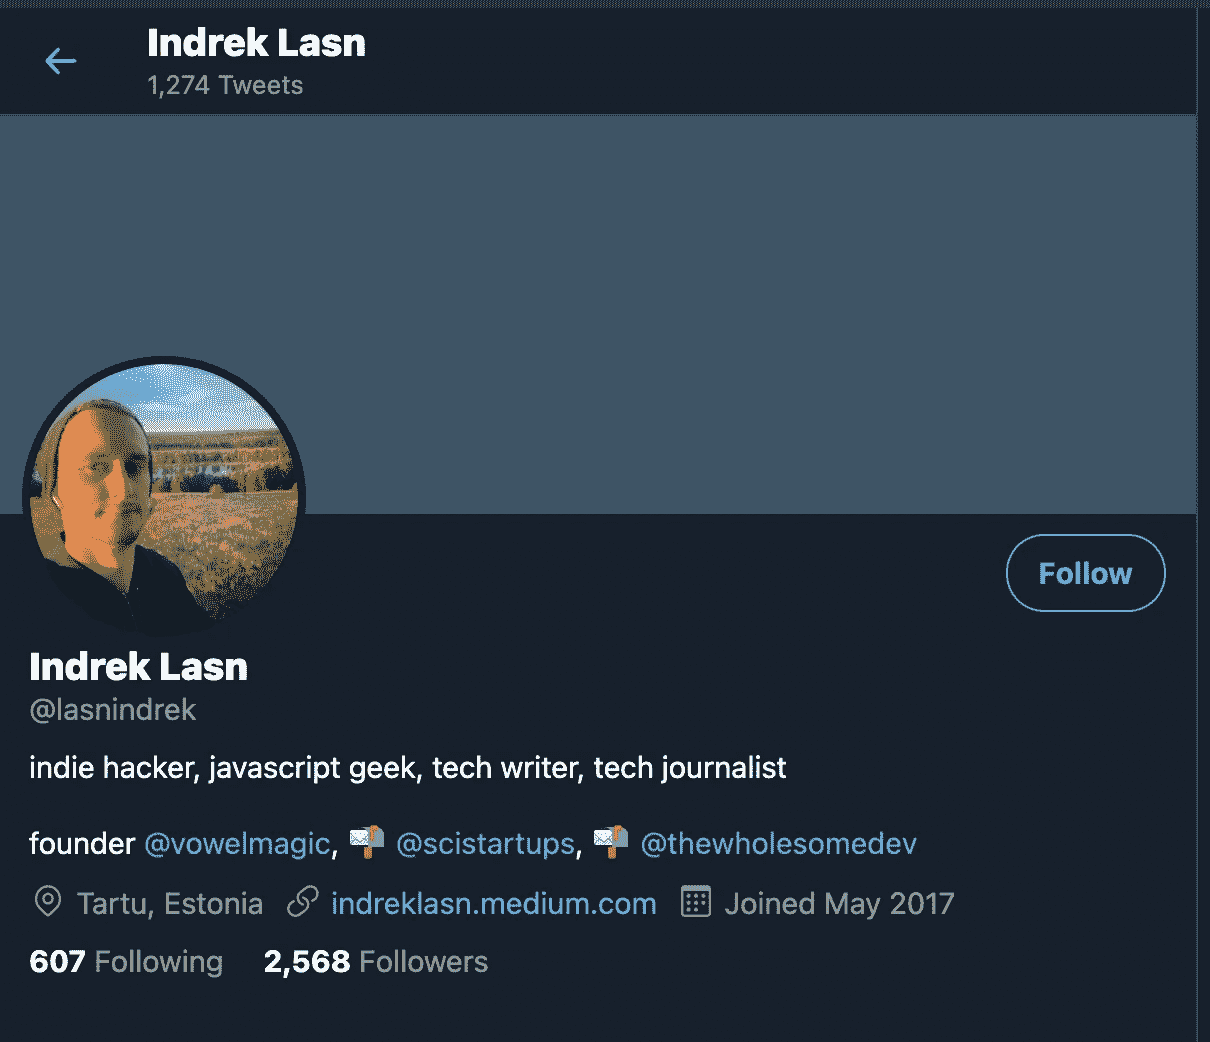 Indrek Lasn
1,274 Tweets
Follow
Indrek Lasn
@lasnindrek
indie hacker, javascript geek, tech writer, tech journalist
founder @vowelmagic, 📬 @scistartups, 📬 @thewholesomedev
Tartu, Estonia indreklasn.medium.com Joined May 2017
607 Following 2,568 Followers